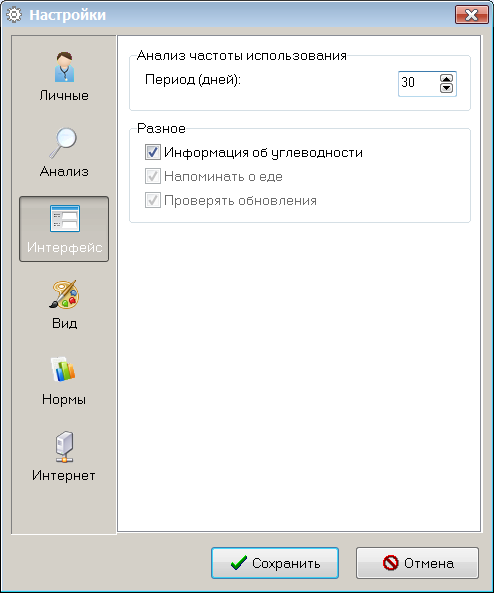 Настройки
Личные
Анализ
Интерфейс
Вид
Нормы
Интернет
Анализ частоты использования
Период (дней):
30
Разное
Информация об углеводности
Напоминать о еде
Проверять обновления
Сохранить
Отмена